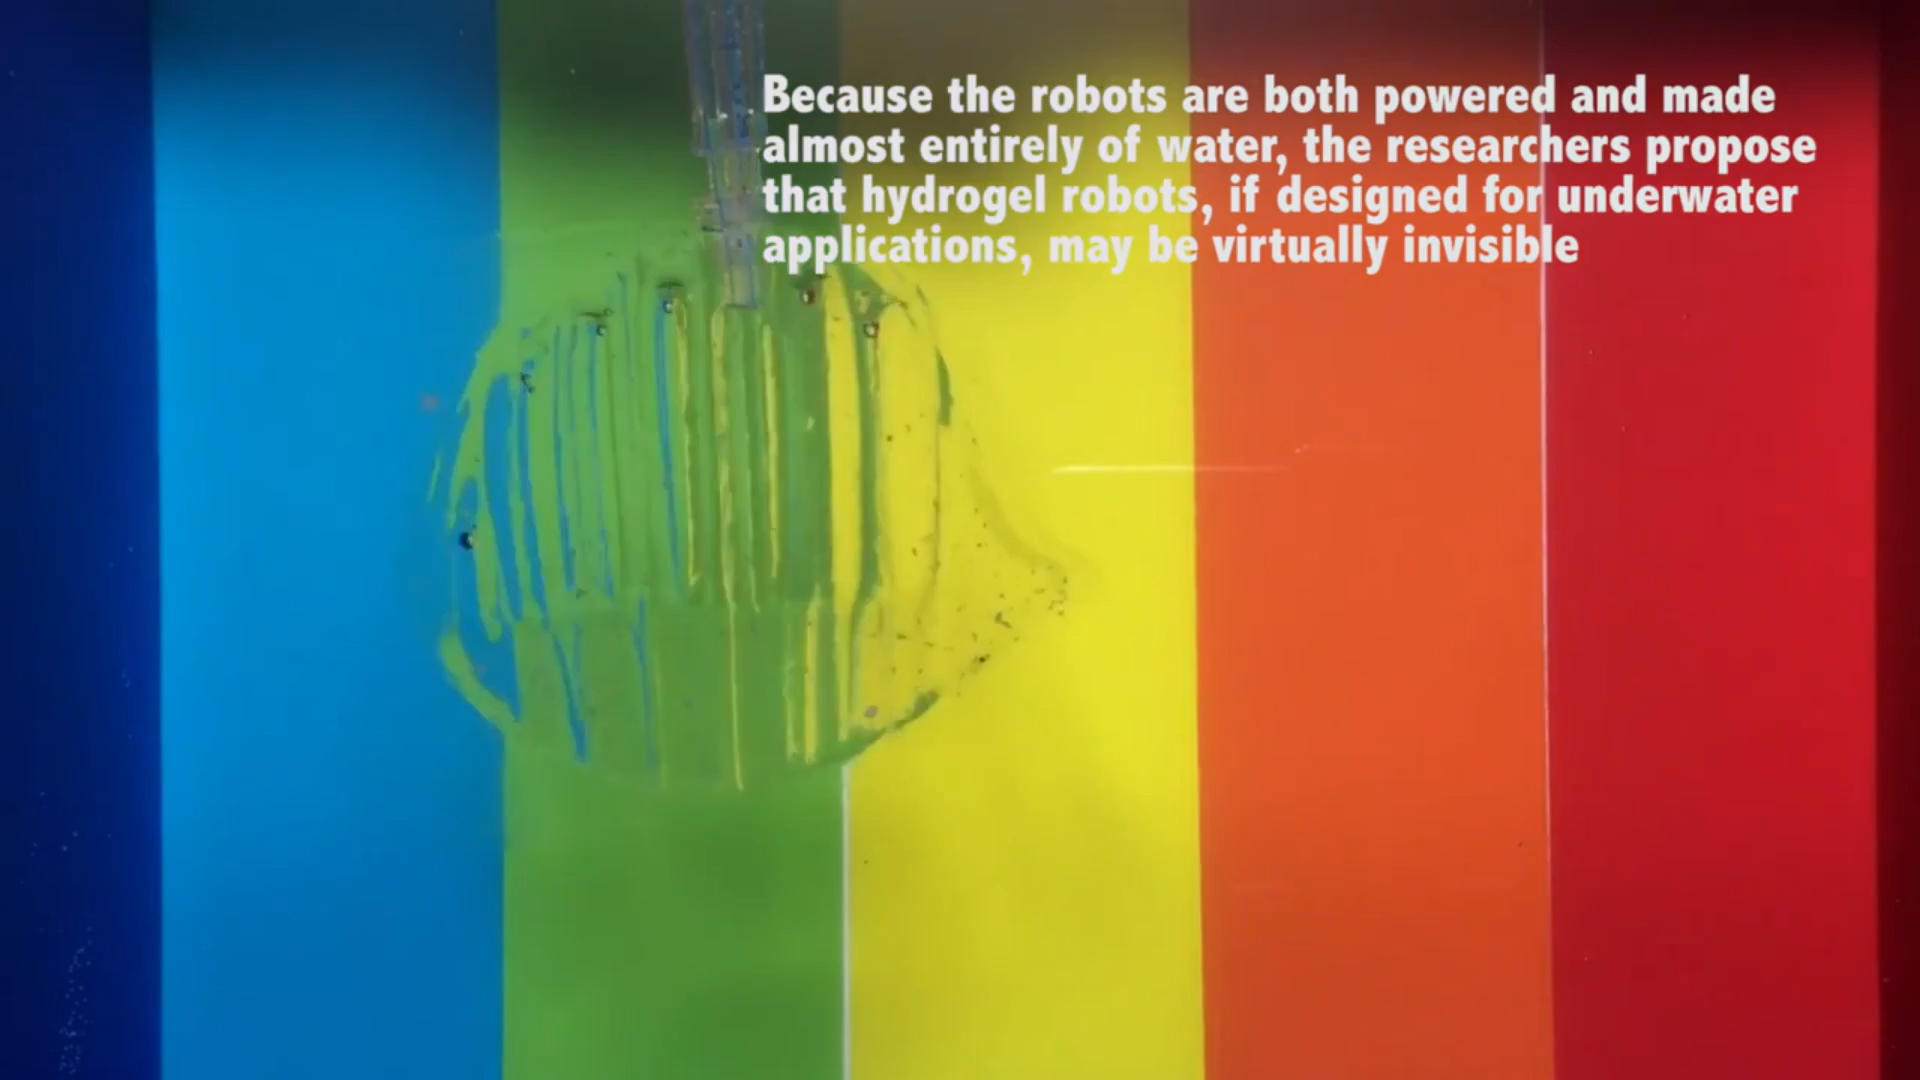 Because the robots are both powered and made
almost entirely of water, the researchers propose
that hydrogel robots, if designed for underwater
applications, may be virtually invisible